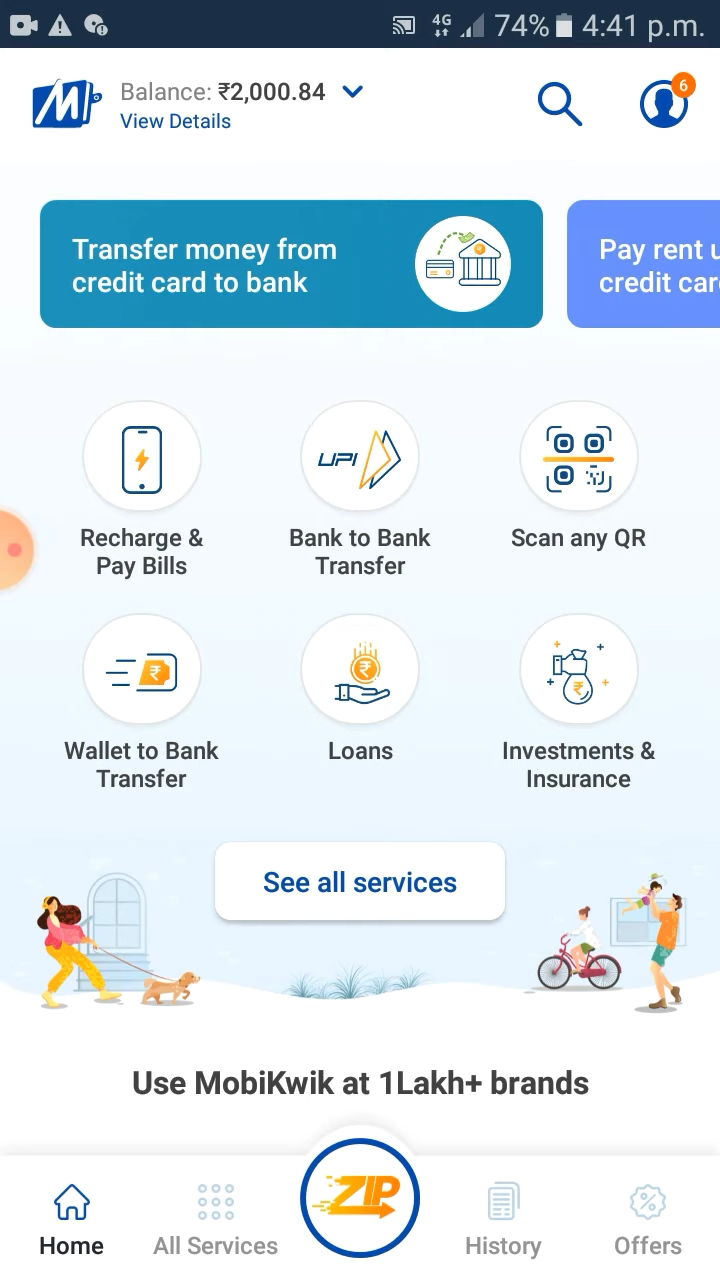 4G 74% 4:41 p.m.
Balance: ₹2,000.84
View Details
6
Transfer money from
credit card to bank
Pay rent u
credit car
Recharge &
Pay Bills
UPI
Bank to Bank
Transfer
Scan any QR
Wallet to Bank
Transfer
Loans
Investments &
Insurance
See all services
Use MobiKwik at 1Lakh+ brands
Home
All Services
ZIP
History
Offers